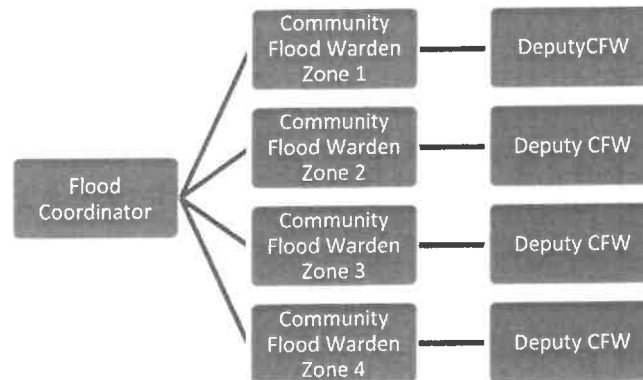 Community
Flood Warden
Zone 1
DeputyCFW
Community
Flood Warden
Zone 2
Deputy CFW
Flood
Coordinator
Community
Flood Warden
Zone 3
Deputy CFW
Community
Flood Warden
Zone 4
Deputy CFW